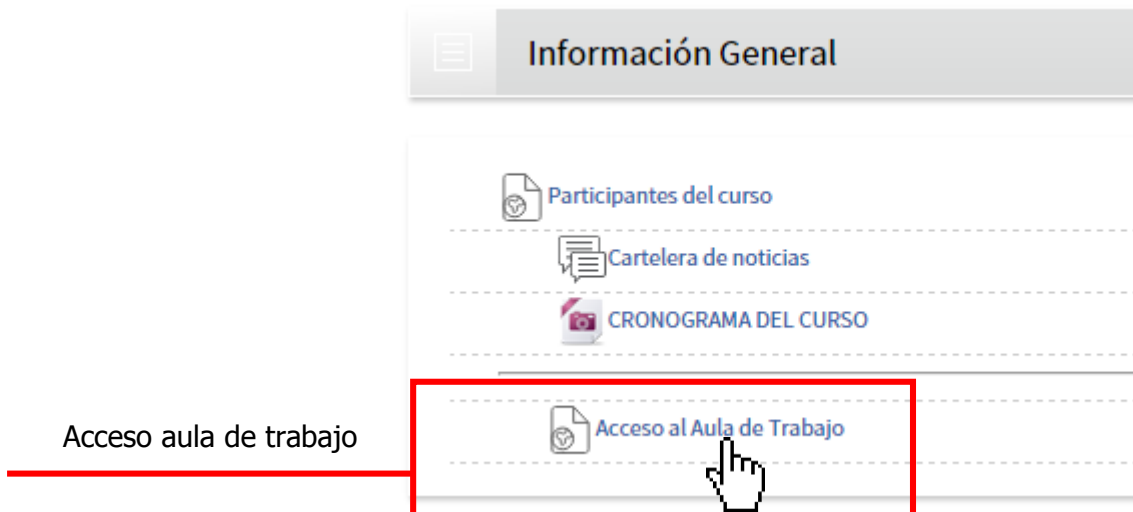 Información General
Participantes del curso
Cartelera de noticias
CRONOGRAMA DEL CURSO
Acceso aula de trabajo
Acceso al Aula de Trabajo